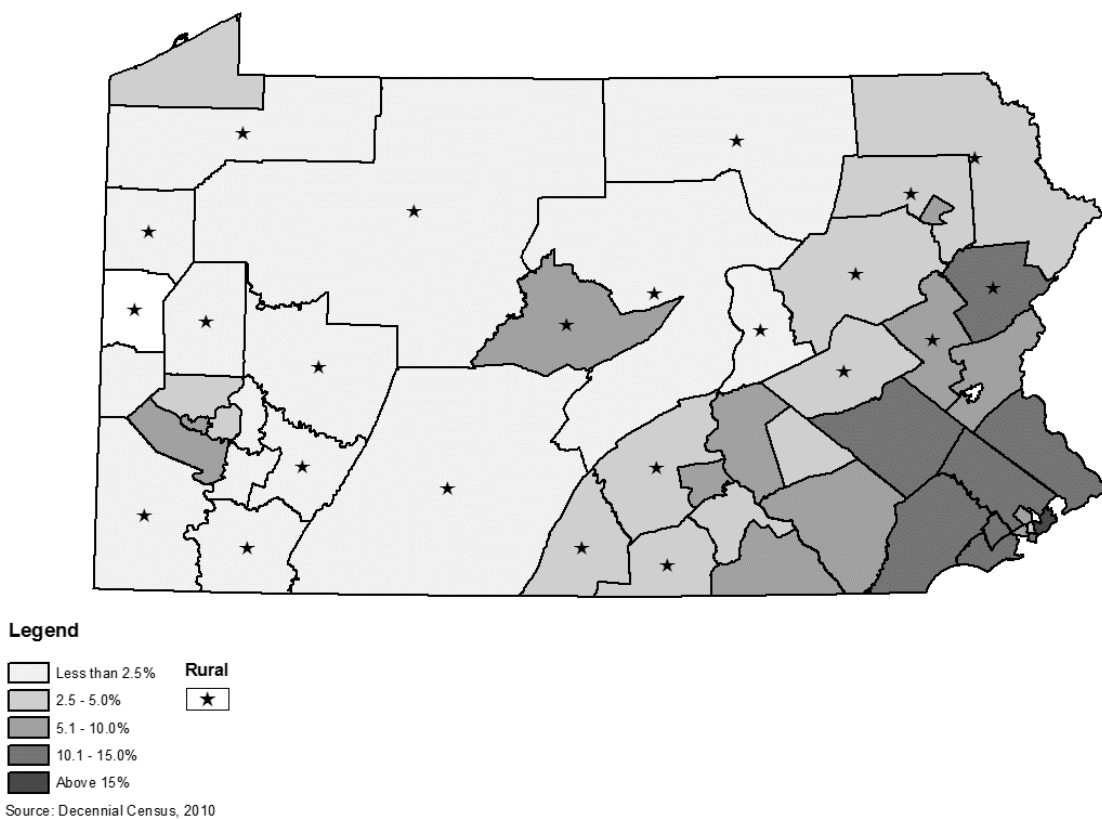 Legend
Less than 2.5%
2.5 - 5.0%
5.1 - 10.0%
10.1 - 15.0%
Above 15%
Rural
Source: Decennial Census, 2010